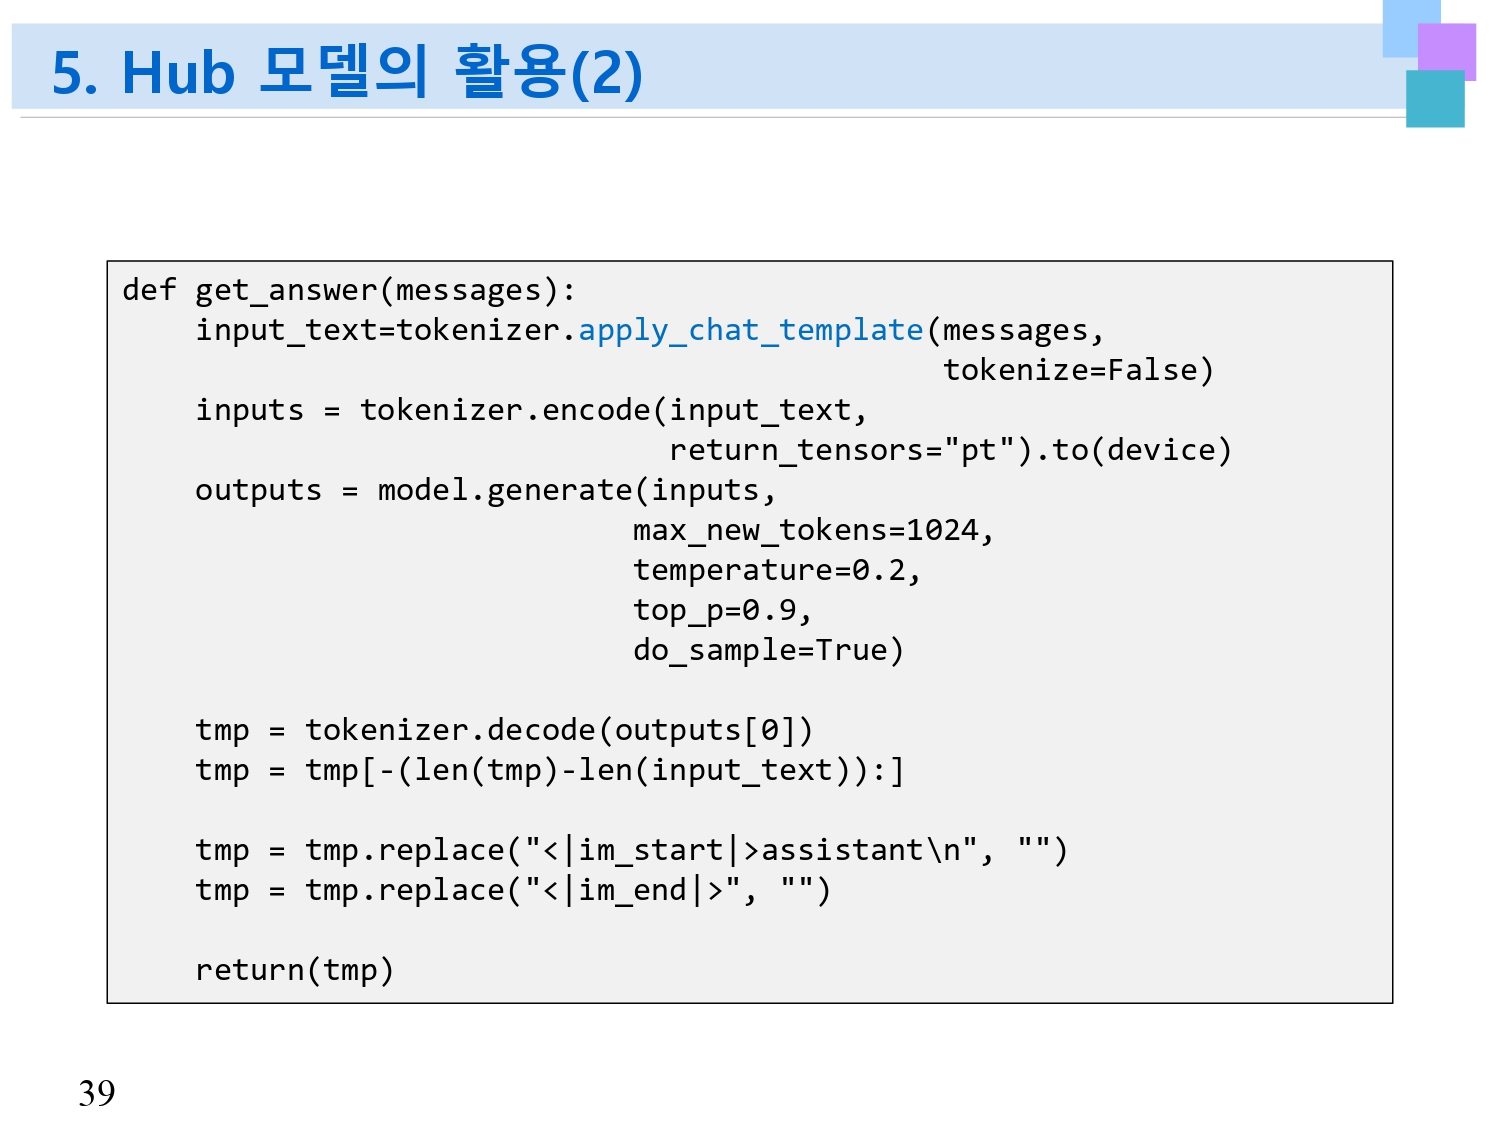 5. Hub 모델의 활용(2)
def get_answer(messages):
    input_text=tokenizer.apply_chat_template(messages,
                                             tokenize=False)
    inputs = tokenizer.encode(input_text,
                              return_tensors="pt").to(device)
    outputs = model.generate(inputs,
                            max_new_tokens=1024,
                            temperature=0.2,
                            top_p=0.9,
                            do_sample=True)
    tmp = tokenizer.decode(outputs[0])
    tmp = tmp[-(len(tmp)-len(input_text)):]
    tmp = tmp.replace("<|im_start|>assistant\n", "")
    tmp = tmp.replace("<|im_end|>", "")
    return(tmp)
39